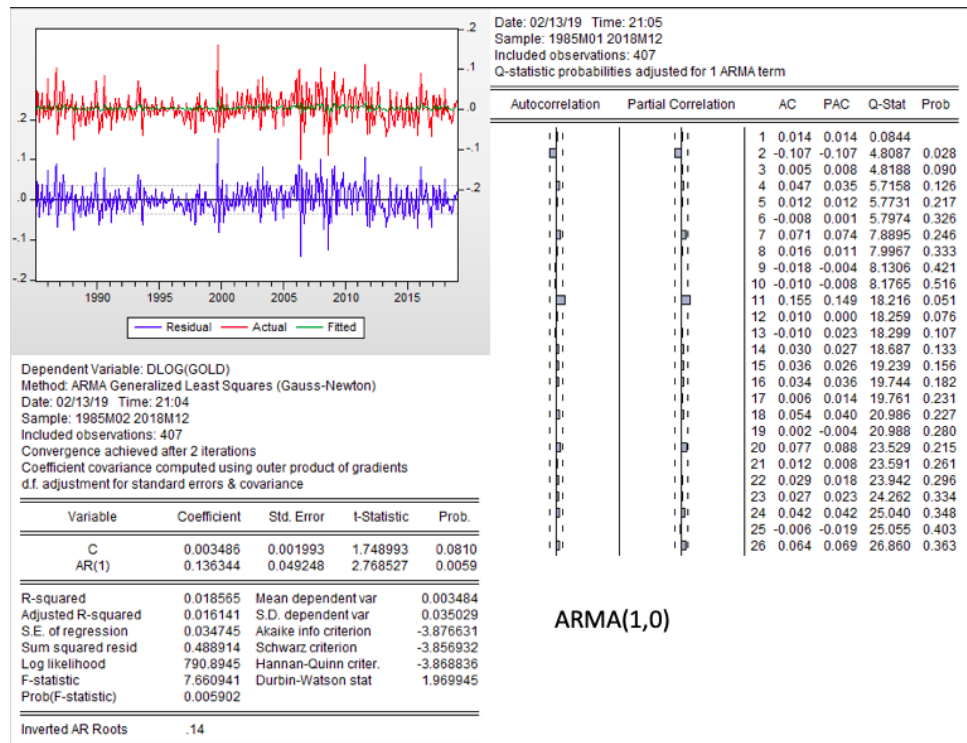 .2
.1
.0
-.1
-.2
.2
.1
.0
-.1
-.2
1990 1995 2000 2005 2010 2015
Residual Actual Fitted
Dependent Variable: DLOG(GOLD)
Method: ARMA Generalized Least Squares (Gauss-Newton)
Date: 02/13/19 Time: 21:04
Sample: 1985M02 2018M12
Included observations: 407
Convergence achieved after 2 iterations
Coefficient covariance computed using outer product of gradients
d.f. adjustment for standard errors & covariance
Variable Coefficient Std. Error t-Statistic Prob.
C 0.003486 0.001993 1.748993 0.0810
AR(1) 0.136344 0.049248 2.768527 0.0059
R-squared 0.018565 Mean dependent var 0.003484
Adjusted R-squared 0.016141 S.D. dependent var 0.035029
S.E. of regression 0.034745 Akaike info criterion -3.876631
Sum squared resid 0.488914 Schwarz criterion -3.856932
Log likelihood 790.8945 Hannan-Quinn criter. -3.868836
F-statistic 7.660941 Durbin-Watson stat 1.969945
Prob(F-statistic) 0.005902
Inverted AR Roots .14
Date: 02/13/19 Time: 21:05
Sample: 1985M01 2018M12
Included observations: 407
Q-statistic probabilities adjusted for 1 ARMA term
Autocorrelation Partial Correlation AC PAC Q-Stat Prob
1 0.014 0.014 0.0844
2 -0.107 -0.107 4.8087 0.028
3 0.005 0.008 4.8188 0.090
4 0.047 0.035 5.7158 0.126
5 0.012 0.012 5.7731 0.217
6 -0.008 0.001 5.7974 0.326
7 0.071 0.074 7.8895 0.246
8 0.016 0.011 7.9967 0.333
9 -0.018 -0.004 8.1306 0.421
10 -0.010 -0.008 8.1765 0.516
11 0.155 0.149 18.216 0.051
12 0.010 0.000 18.259 0.076
13 -0.010 0.023 18.299 0.107
14 0.030 0.027 18.687 0.133
15 0.036 0.026 19.239 0.156
16 0.034 0.036 19.744 0.182
17 0.006 0.014 19.761 0.231
18 0.054 0.040 20.986 0.227
19 0.002 -0.004 20.988 0.280
20 0.077 0.088 23.529 0.215
21 0.012 0.008 23.591 0.261
22 0.029 0.018 23.942 0.296
23 0.027 0.023 24.262 0.334
24 0.042 0.042 25.040 0.348
25 -0.006 -0.019 25.055 0.403
26 0.064 0.069 26.860 0.363
ARMA(1,0)